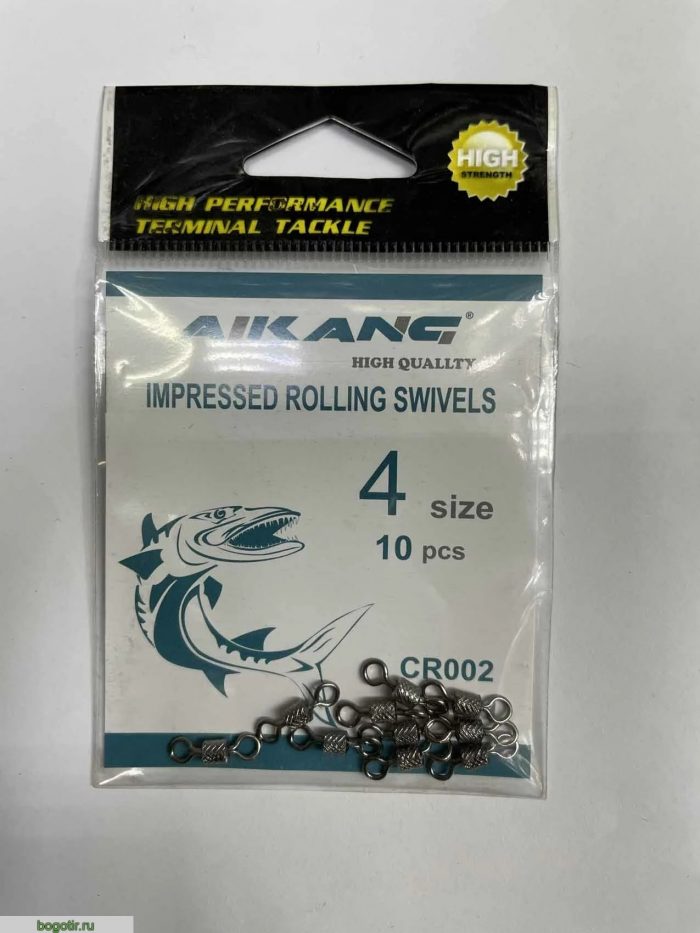 HIGH
STRENGTH
HIGH PERFORMANCE
TERMINAL TACKLE
AIKANG®
HIGH QUALLTY
IMPRESSED ROLLING SWIVELS
4 size
10 pcs
CR002
bogotir.ru